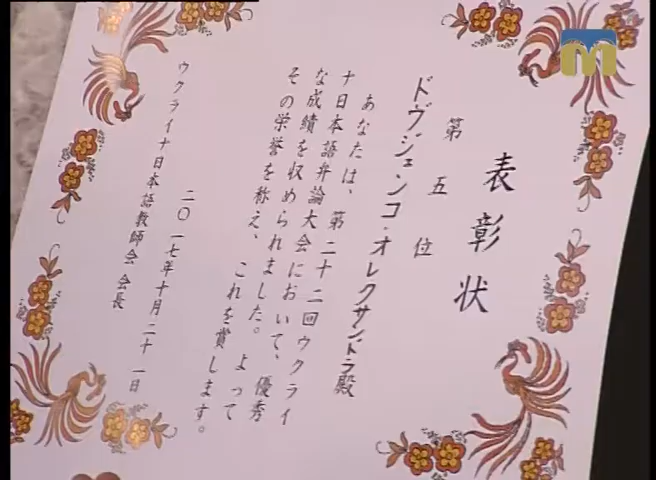 表彰状
第五位
ドヴジェンコ・オレクサンドラ殿
あなたは、第二十二回ウクライ
ナ日本語弁論大会において、優秀
な成績を収められました。よって
その栄誉を称え、これを賞します。
二〇一七年十月二十一日
ウクライナ日本語教師会 会長
M